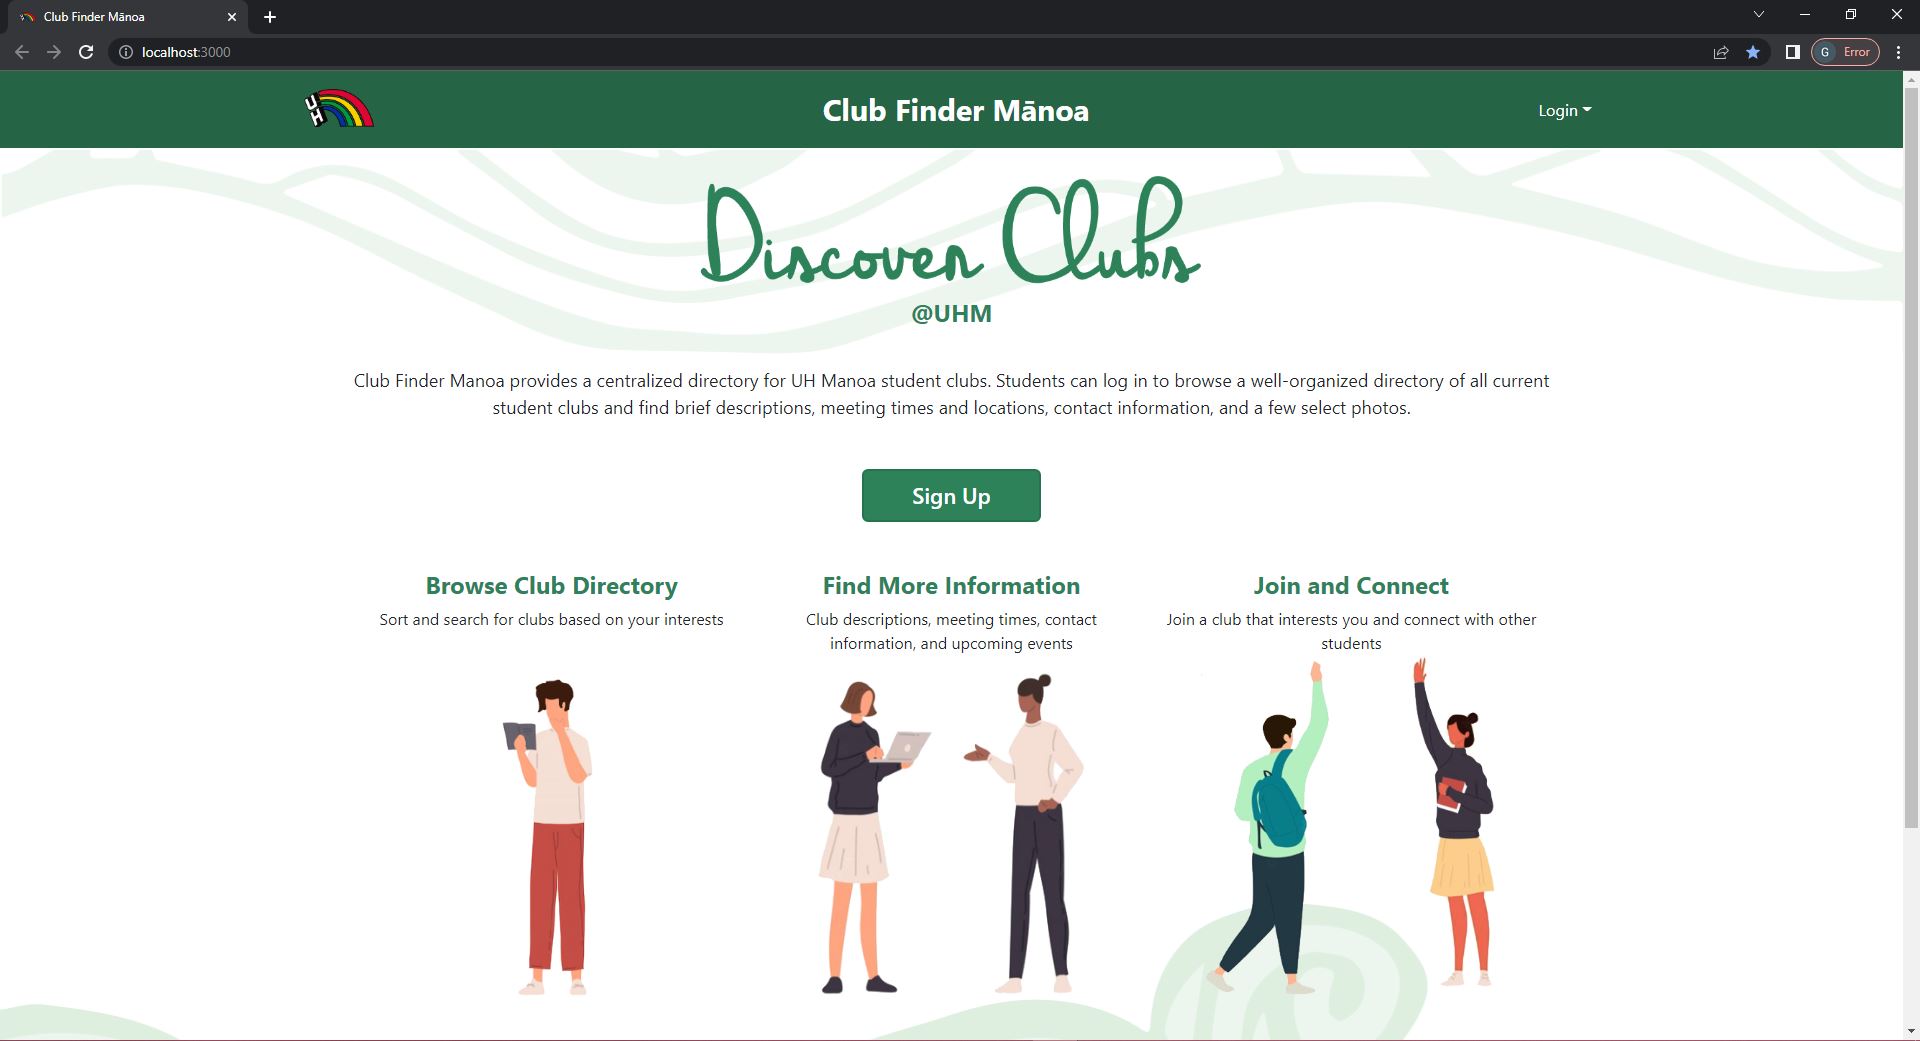 Club Finder Mānoa
localhost:3000
G Error
UH
Club Finder Mānoa
Login
Discover Clubs
@UHM
Club Finder Manoa provides a centralized directory for UH Manoa student clubs. Students can log in to browse a well-organized directory of all current
student clubs and find brief descriptions, meeting times and locations, contact information, and a few select photos.
Sign Up
Browse Club Directory
Sort and search for clubs based on your interests
Find More Information
Club descriptions, meeting times, contact
information, and upcoming events
Join and Connect
Join a club that interests you and connect with other
students